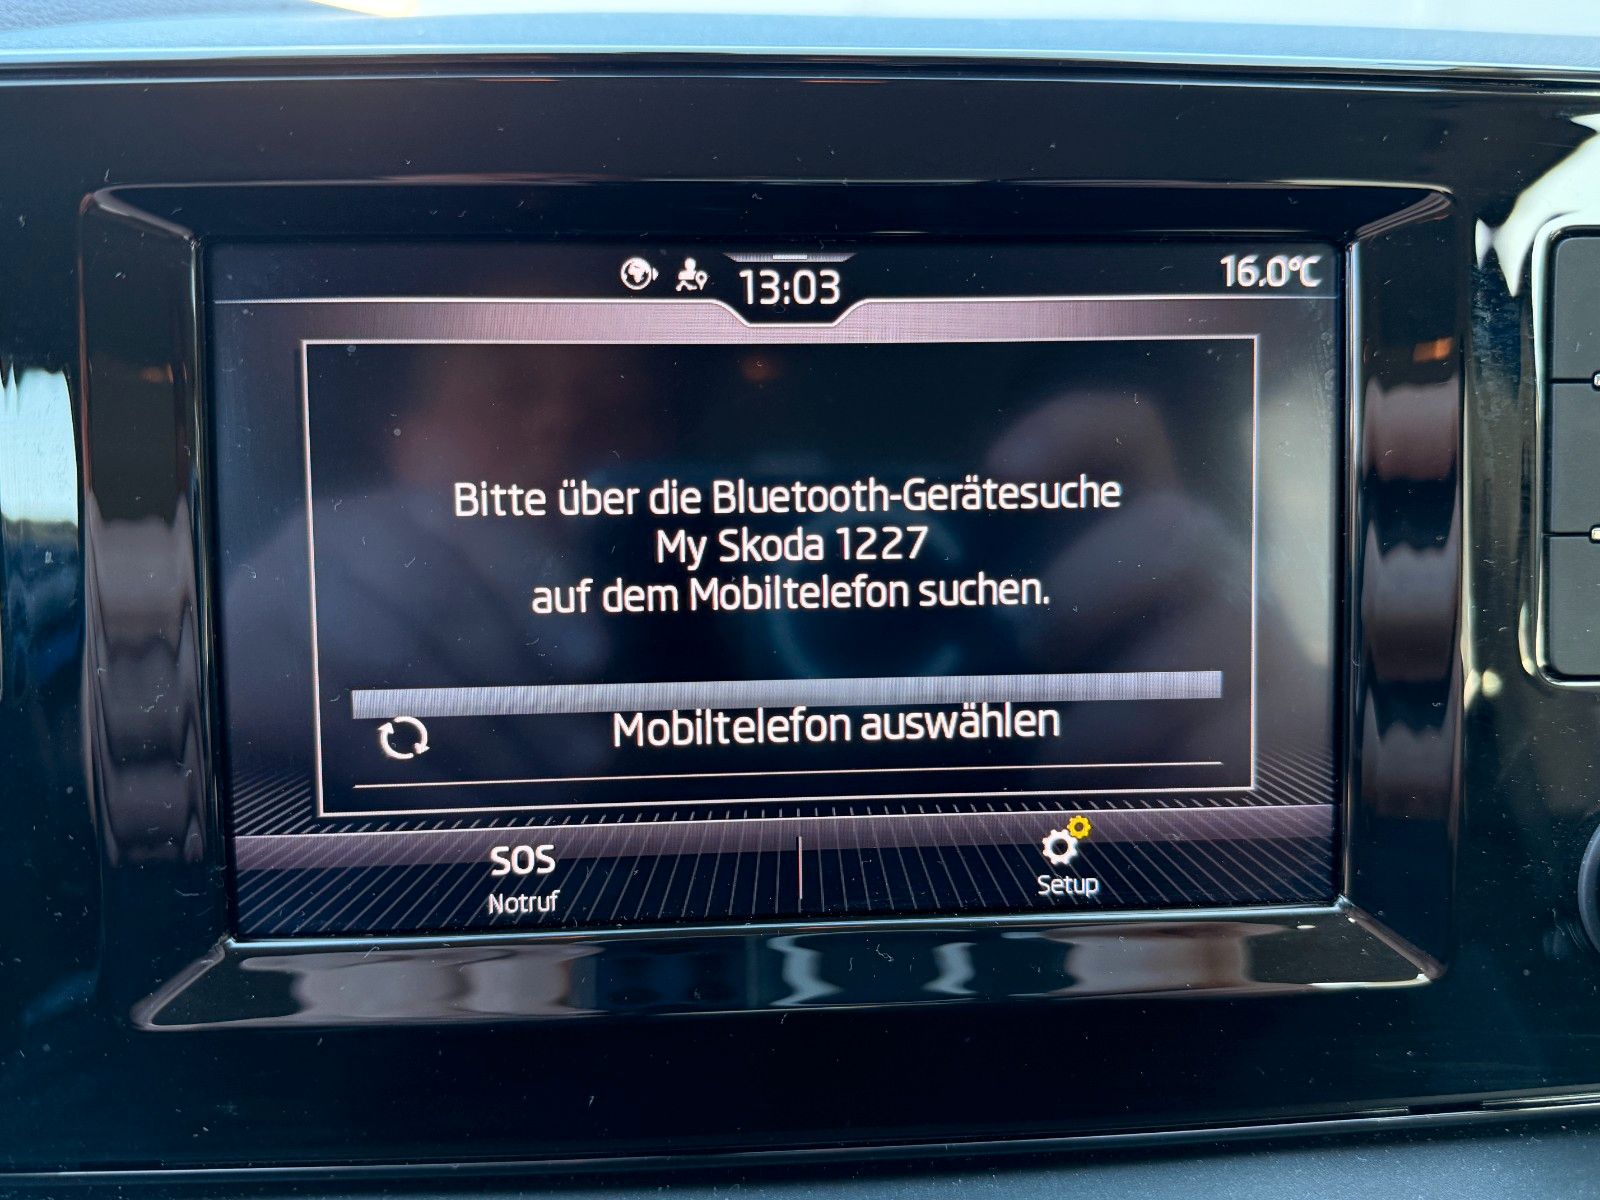 13:03
16.0°C
Bitte über die Bluetooth-Gerätesuche
My Skoda 1227
auf dem Mobiltelefon suchen.
Mobiltelefon auswählen
SOS
Notruf
Setup